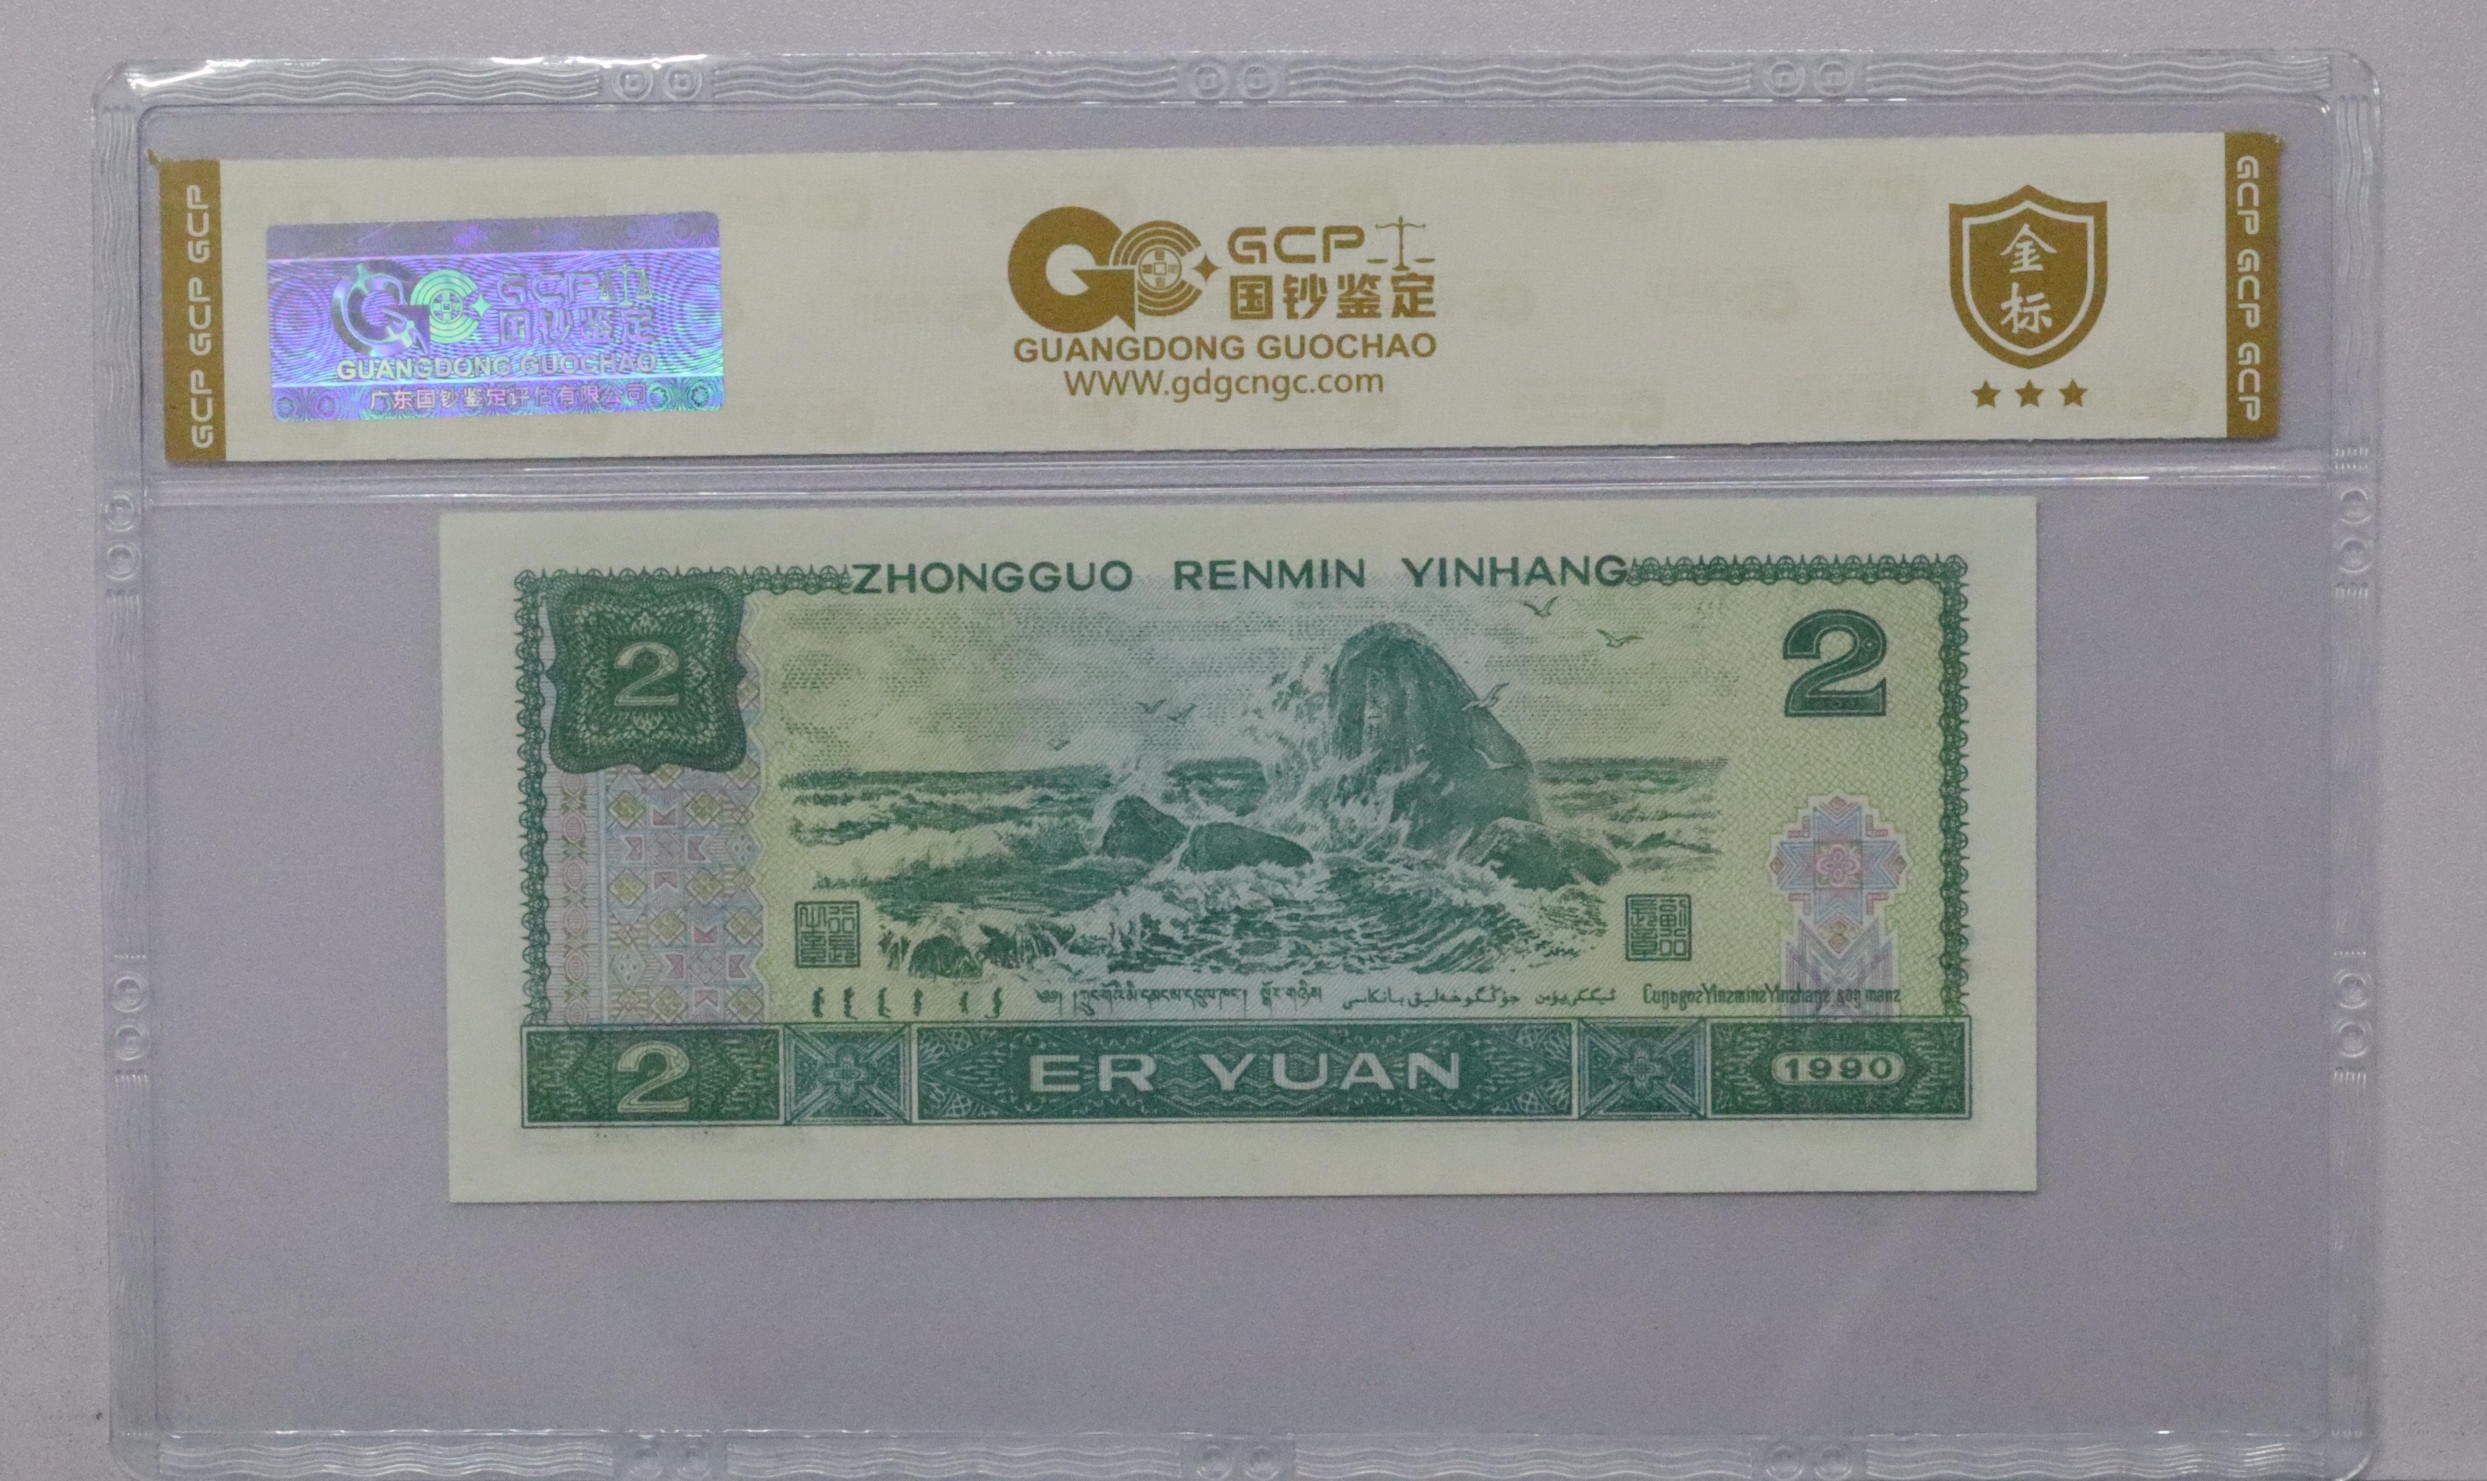 GCP GCP GCP
GCP
国钞鉴定
GUANGDONG GUOCHAO
广东国钞鉴定评估有限公司
GCP
国钞鉴定
GUANGDONG GUOCHAO
WWW.gdgcngc.com
金
标
GCP GCP GCP
ZHONGGUO RENMIN YINHANG
2
2
2
ER YUAN
1990